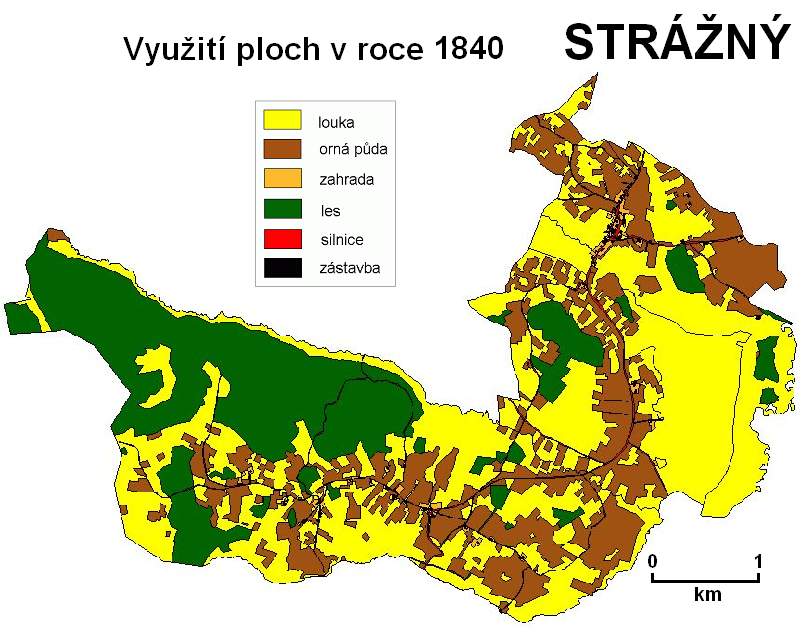 Využití ploch v roce 1840
STRÁŽNÝ
louka
orná půda
zahrada
les
silnice
zástavba
0 1
km